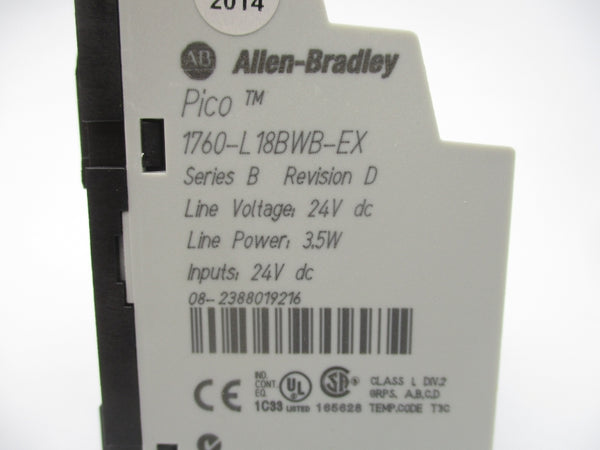 2014
AB Allen-Bradley
Pico ™
1760-L18BWB-EX
Series B Revision D
Line Voltage: 24V dc
Line Power: 3.5W
Inputs: 24V dc
08-2388019216
CE IND. CONT. EQ. 1C33 UL LISTED SA ® 165628 CLASS I, DIV.2
GRPS. A,B,C,D
TEMP.CODE T3C